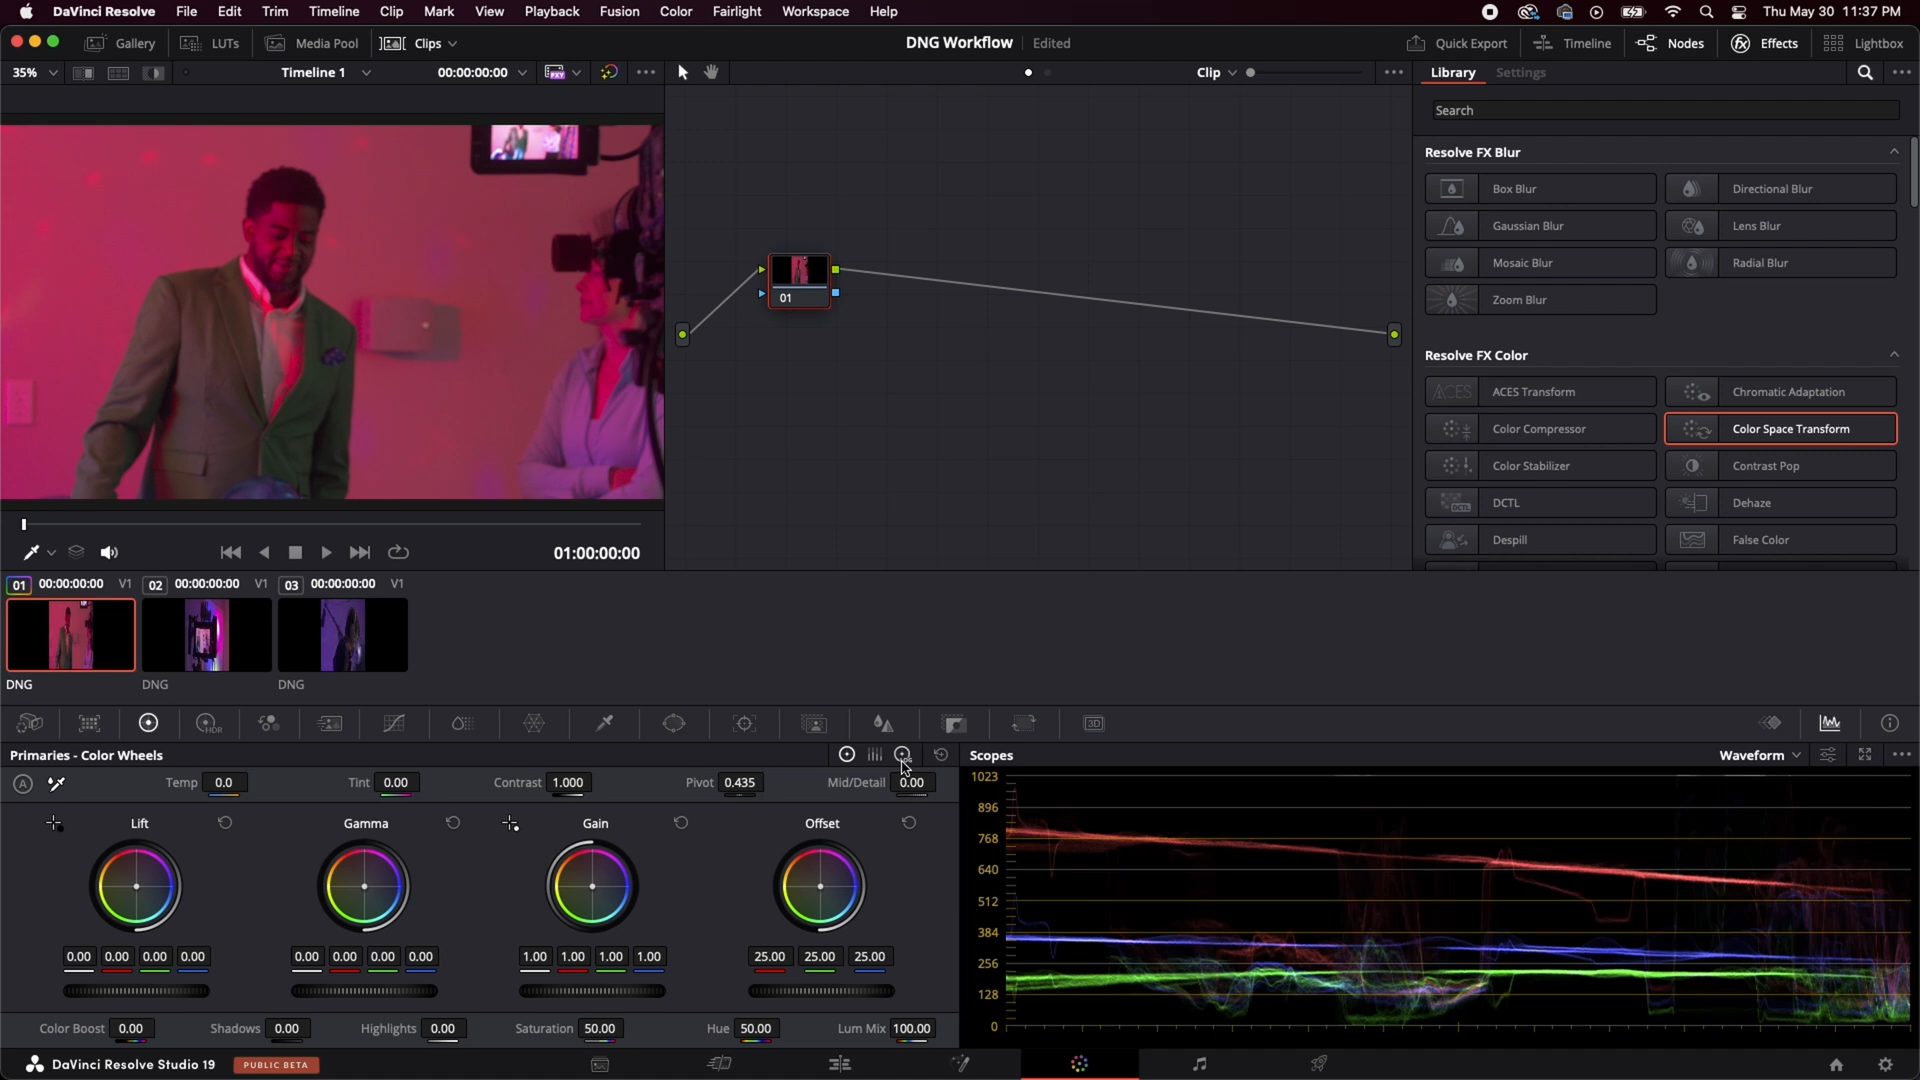 DaVinci Resolve File Edit Trim Timeline Clip Mark View Playback Fusion Color Fairlight Workspace Help Thu May 30 11:37 PM
Gallery LUTs Media Pool Clips DNG Workflow Edited Quick Export Timeline Nodes Effects Lightbox
35% Timeline 1 00:00:00:00 Clip Library Settings
Search
Resolve FX Blur
Box Blur Directional Blur
Gaussian Blur Lens Blur
Mosaic Blur Radial Blur
Zoom Blur
01
Resolve FX Color
ACES Transform Chromatic Adaptation
Color Compressor Color Space Transform
Color Stabilizer Contrast Pop
DCTL Dehaze
Despill False Color
01:00:00:00
01 00:00:00:00 V1 02 00:00:00:00 V1 03 00:00:00:00 V1
DNG DNG DNG
HDR 3D
Primaries - Color Wheels Scopes Waveform
Temp 0.0 Tint 0.00 Contrast 1.000 Pivot 0.435 Mid/Detail 0.00
Lift Gamma Gain Offset
0.00 0.00 0.00 0.00 0.00 0.00 0.00 0.00 1.00 1.00 1.00 1.00 25.00 25.00 25.00
Color Boost 0.00 Shadows 0.00 Highlights 0.00 Saturation 50.00 Hue 50.00 Lum Mix 100.00
1023
896
768
640
512
384
256
128
0
DaVinci Resolve Studio 19 PUBLIC BETA